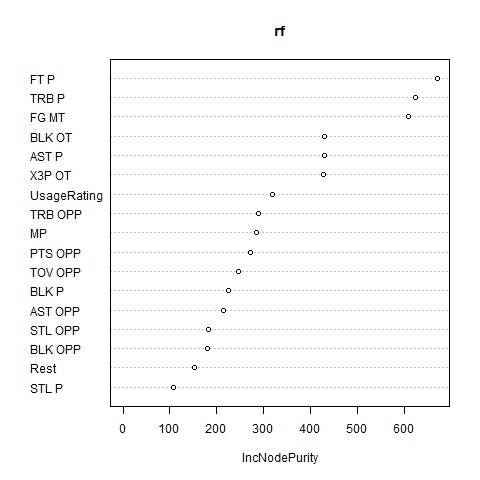 rf
FT P
TRB P
FG MT
BLK OT
AST P
X3P OT
UsageRating
TRB OPP
MP
PTS OPP
TOV OPP
BLK P
AST OPP
STL OPP
BLK OPP
Rest
STL P
0 100 200 300 400 500 600
IncNodePurity